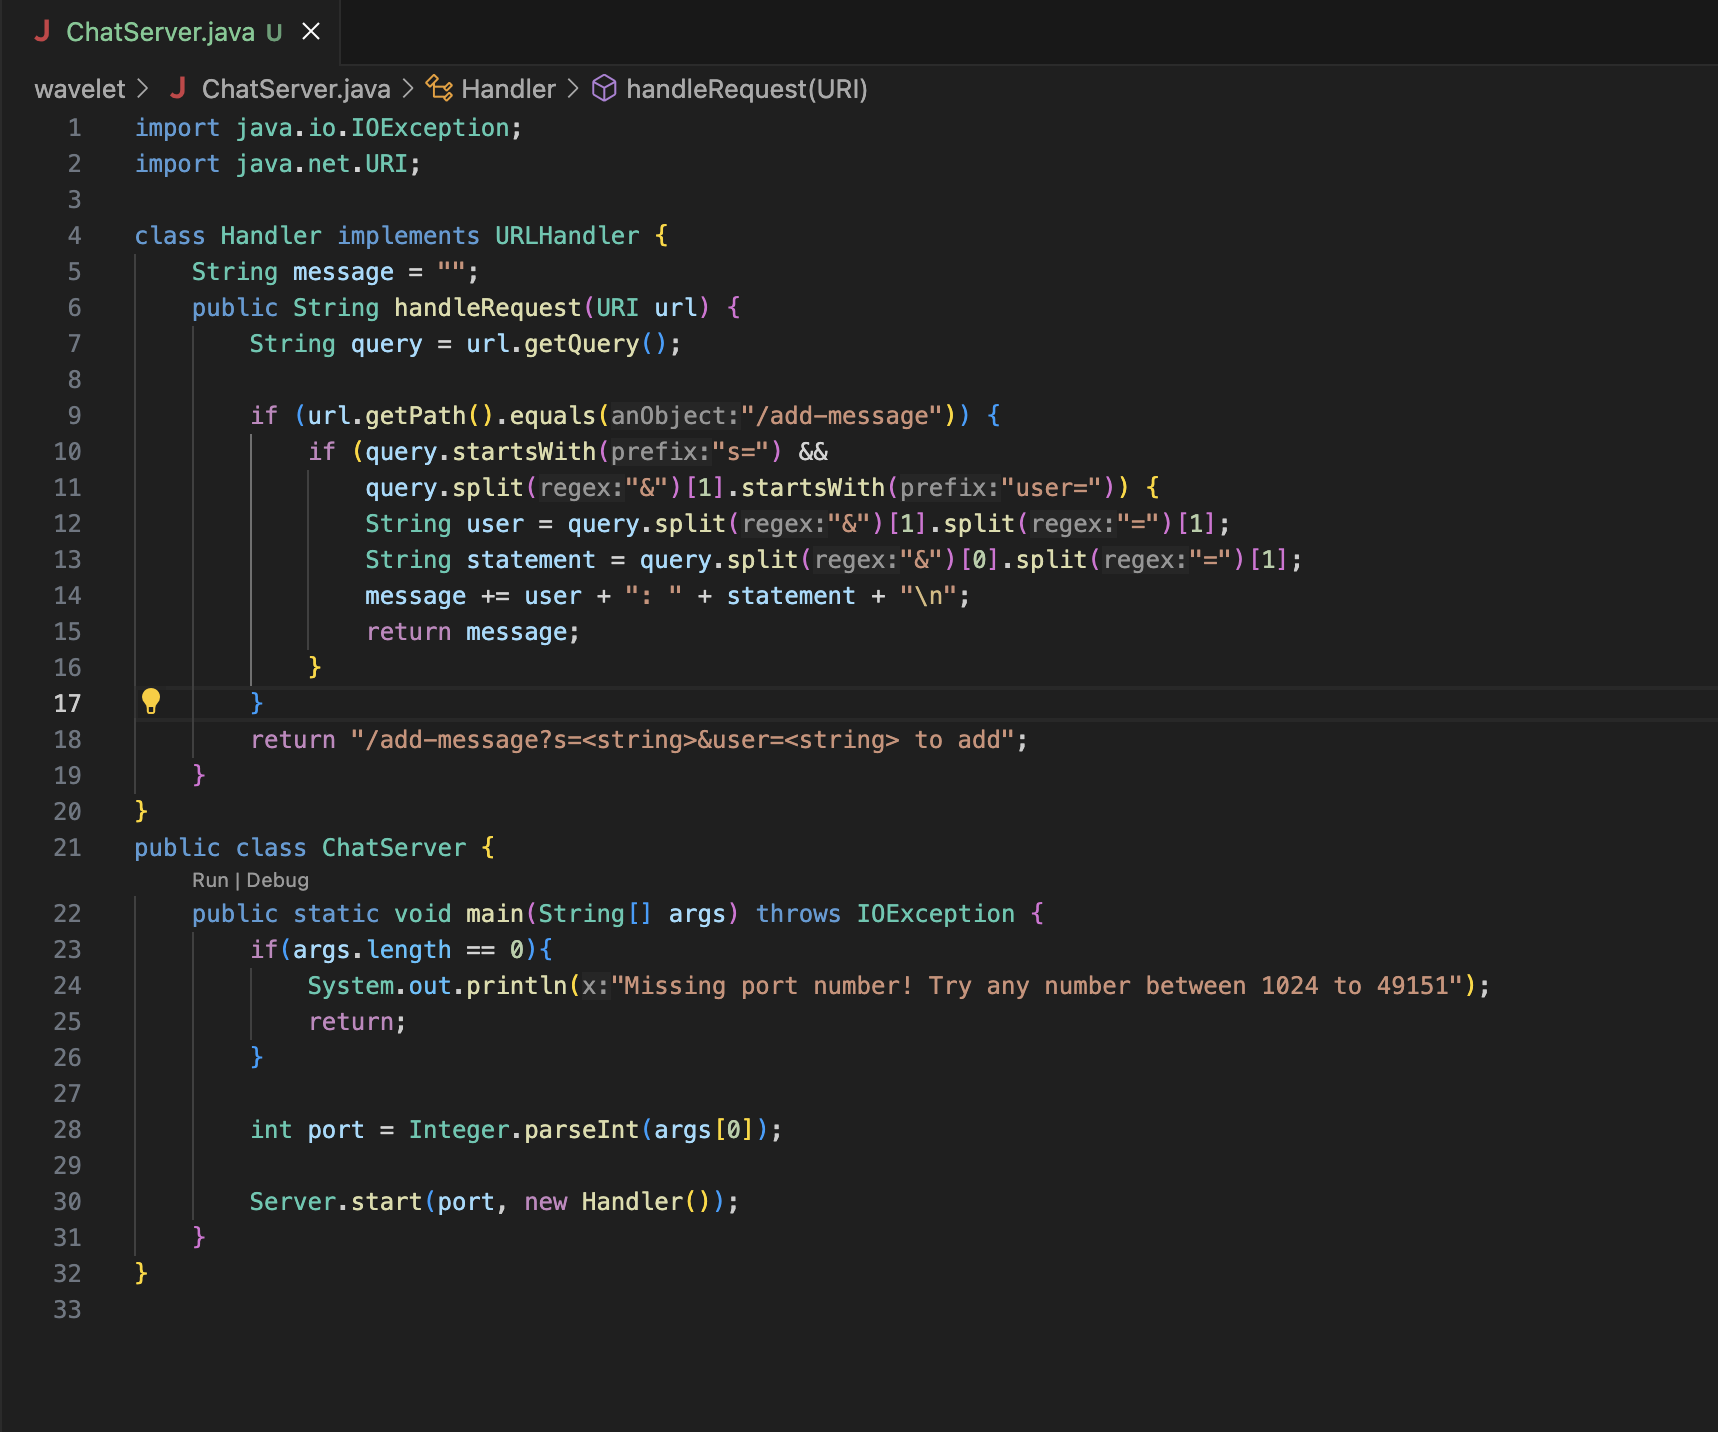 ChatServer.java U
wavelet > ChatServer.java > Handler > handleRequest(URI)
1 import java.io.IOException;
2 import java.net.URI;
3
4 class Handler implements URLHandler {
5 String message = "";
6 public String handleRequest(URI url) {
7 String query = url.getQuery();
8
9 if (url.getPath().equals(anObject:"/add-message")) {
10 if (query.startsWith(prefix:"s=") &&
11 query.split(regex:"&")[1].startsWith(prefix:"user=")) {
12 String user = query.split(regex:"&")[1].split(regex:"=")[1];
13 String statement = query.split(regex:"&")[0].split(regex:"=")[1];
14 message += user + ": " + statement + "\n";
15 return message;
16 }
17 }
18 return "/add-message?s=<string>&user=<string> to add";
19 }
20 }
21 public class ChatServer {
Run | Debug
22 public static void main(String[] args) throws IOException {
23 if(args.length == 0){
24 System.out.println(x:"Missing port number! Try any number between 1024 to 49151");
25 return;
26 }
27
28 int port = Integer.parseInt(args[0]);
29
30 Server.start(port, new Handler());
31 }
32 }
33